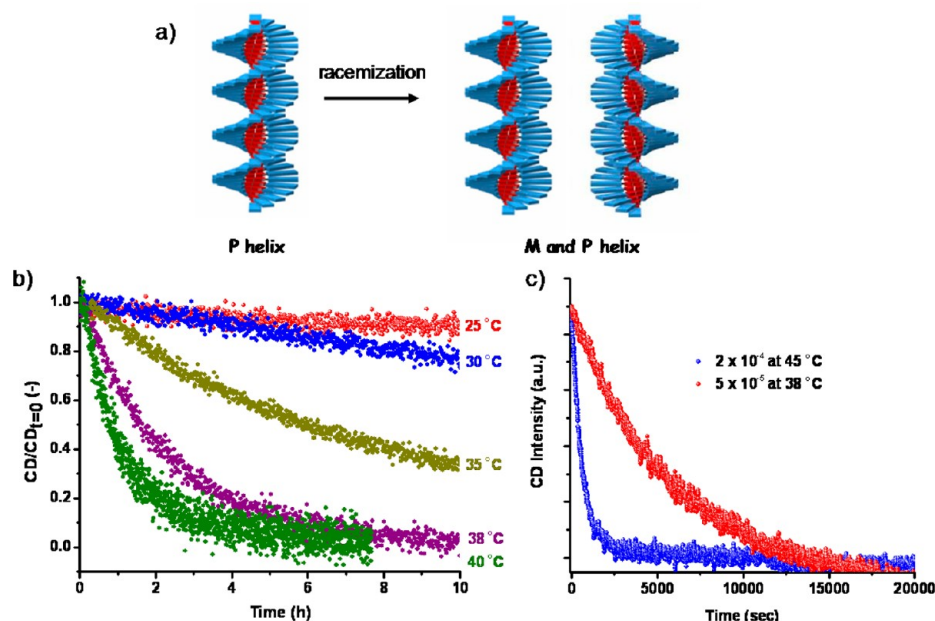 a)
racemization
P helix
M and P helix
b)
CD/CD t=0 (-)
1.0
0.8
0.6
0.4
0.2
0.0
25 °C
30 °C
35 °C
38 °C
40 °C
0 2 4 6 8 10
Time (h)
c)
CD Intensity (a.u.)
2 x 10⁻⁴ at 45 °C
5 x 10⁻⁵ at 38 °C
0 5000 10000 15000 20000
Time (sec)